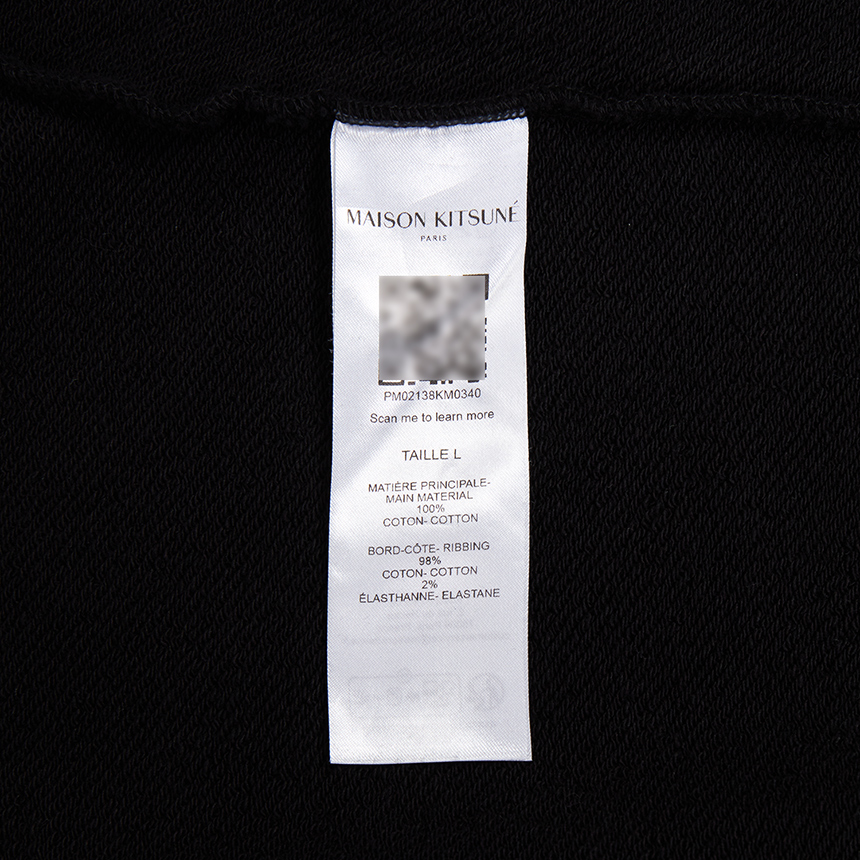 MAISON KITSUNÉ
PARIS
PM02138KM0340
Scan me to learn more
TAILLE L
MATIÈRE PRINCIPALE-
MAIN MATERIAL
100%
COTON- COTTON
BORD-CÔTE- RIBBING
98%
COTON- COTTON
2%
ÉLASTHANNE- ELASTANE